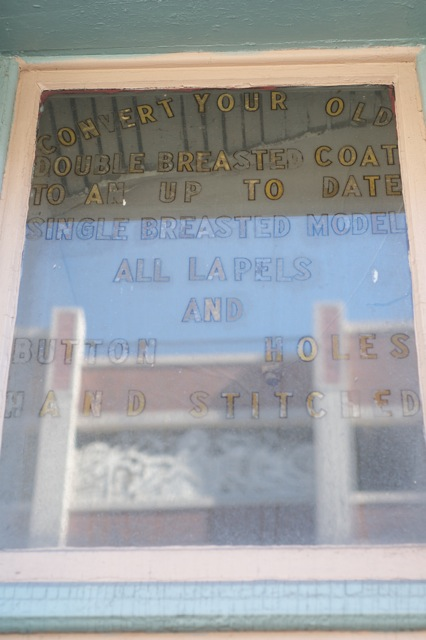 CONVERT YOUR OLD
DOUBLE BREASTED COAT
TO AN UP TO DATE
SINGLE BREASTED MODEL
ALL LAPELS
AND
BUTTON HOLES
HAND STITCHED